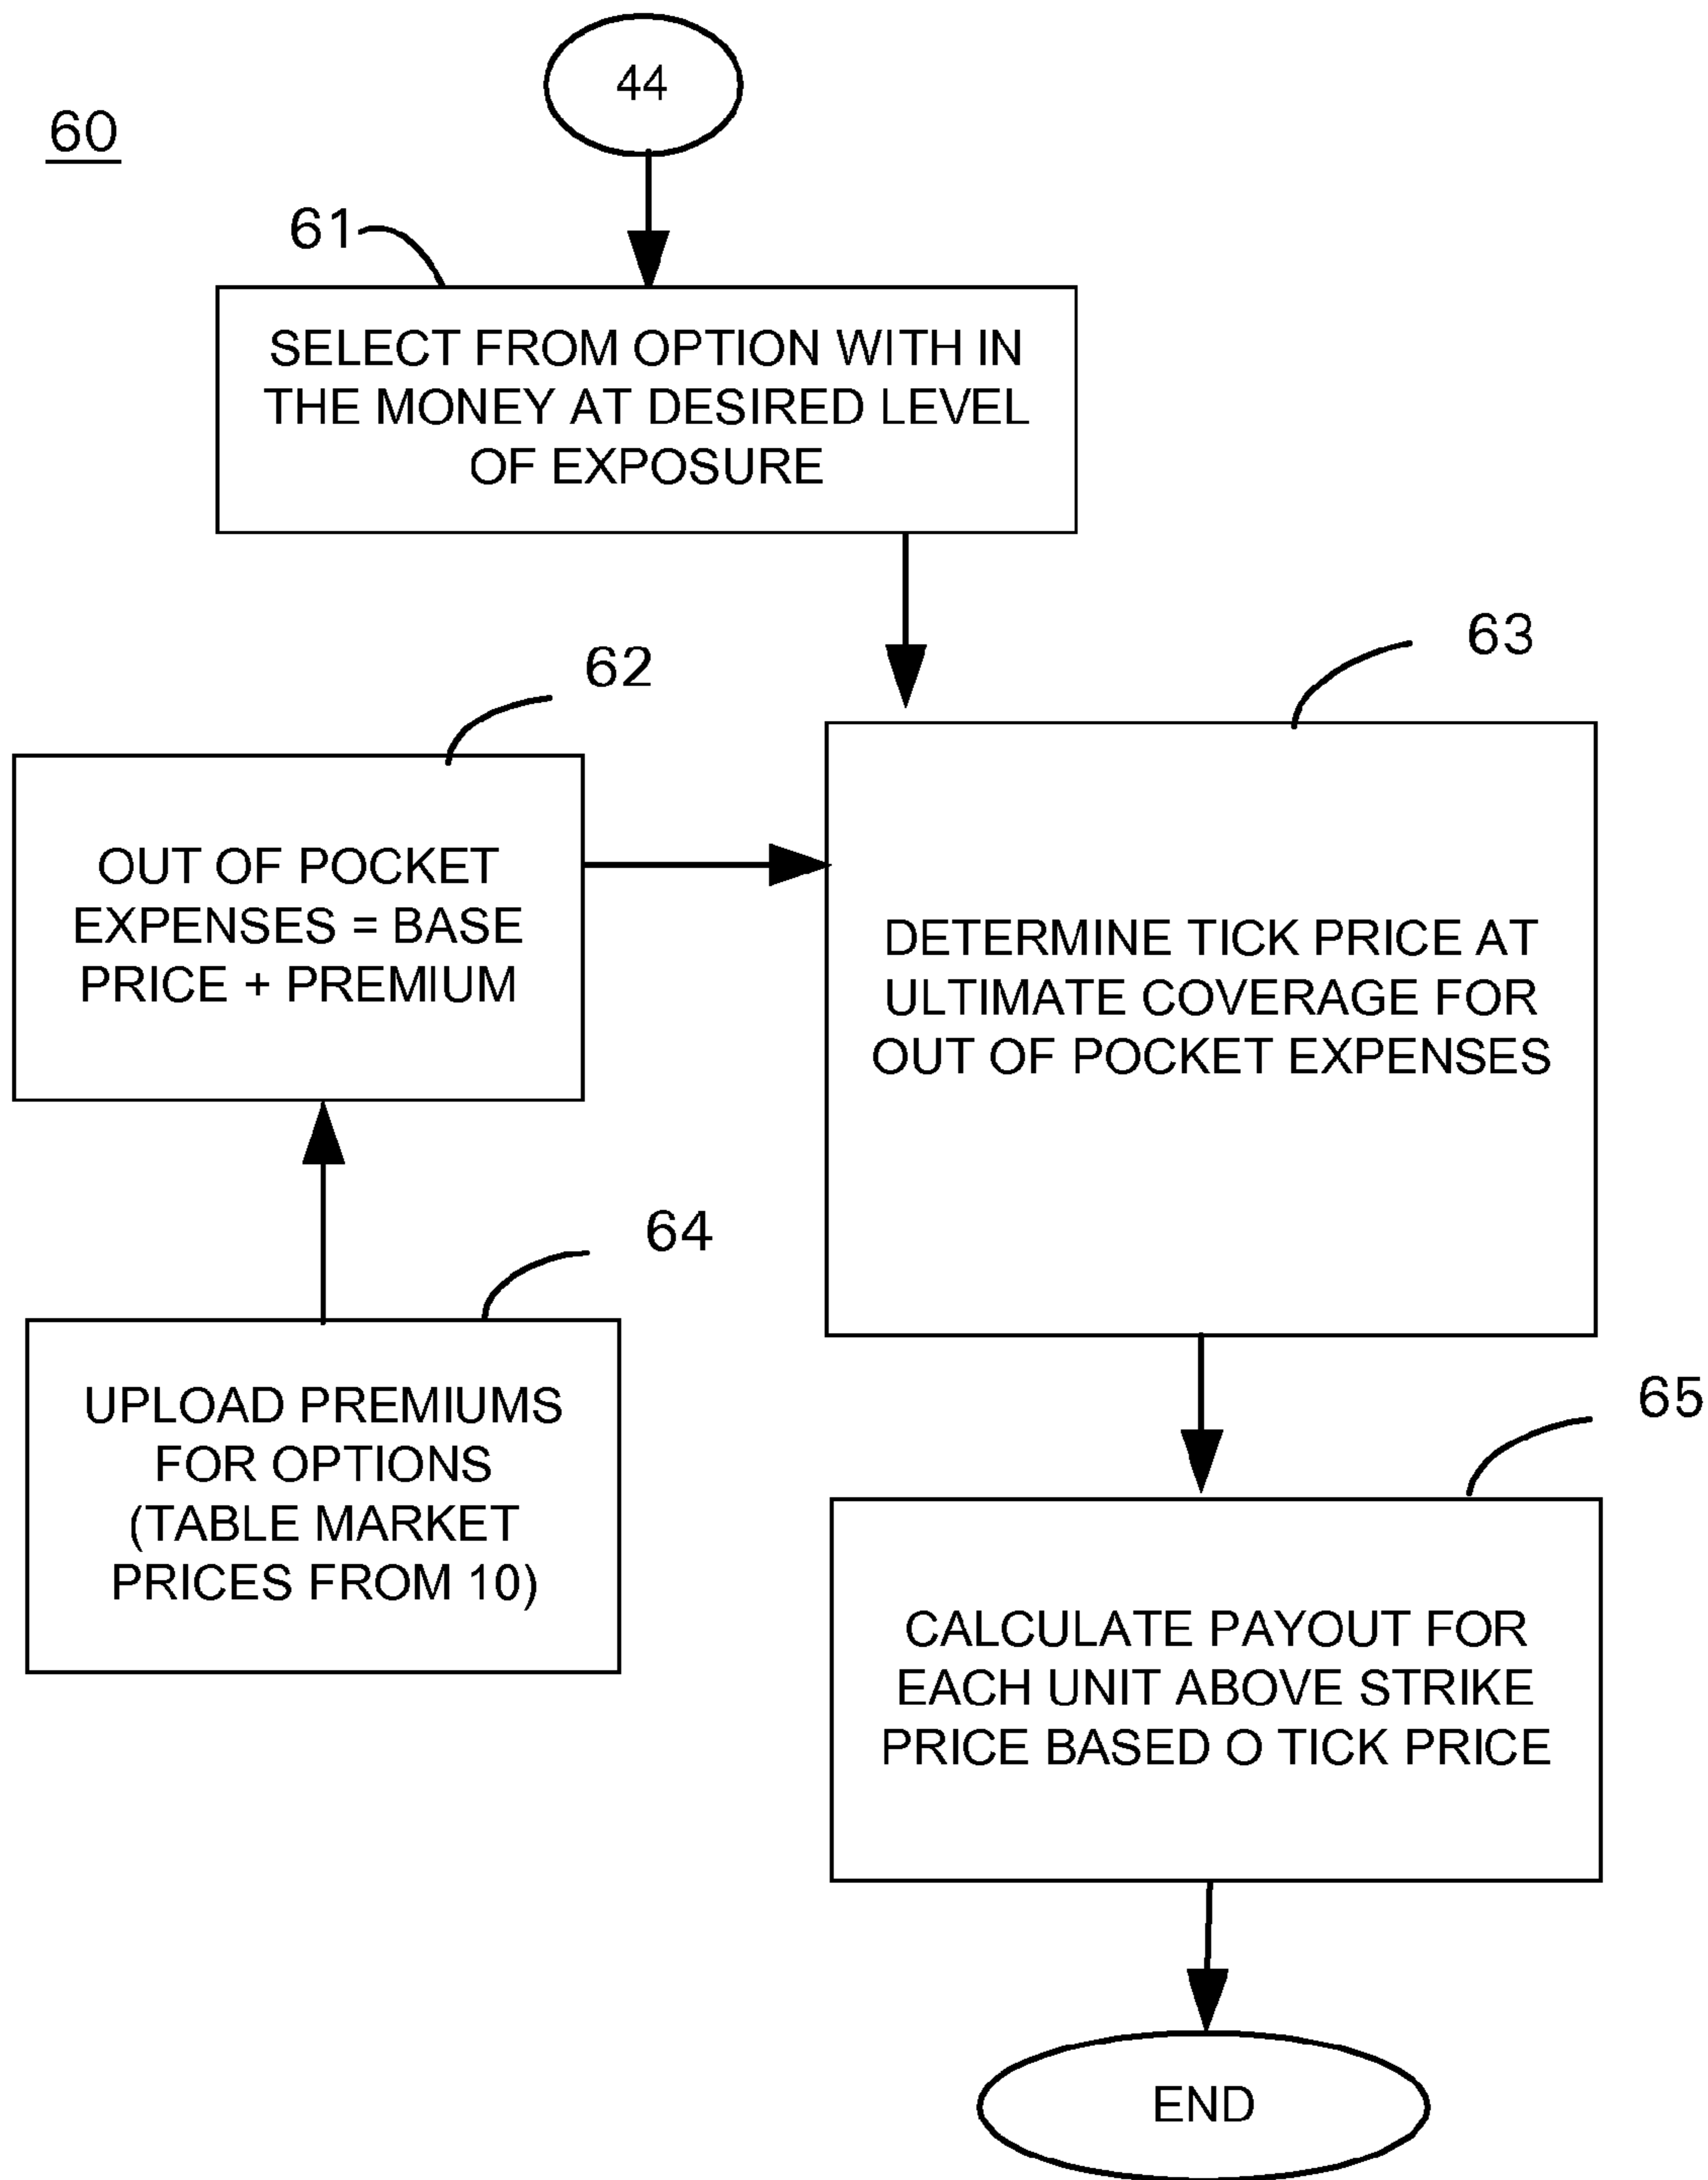 44
60
61
SELECT FROM OPTION WITH IN
THE MONEY AT DESIRED LEVEL
OF EXPOSURE
62
63
OUT OF POCKET
EXPENSES = BASE
PRICE + PREMIUM
DETERMINE TICK PRICE AT
ULTIMATE COVERAGE FOR
OUT OF POCKET EXPENSES
64
UPLOAD PREMIUMS
FOR OPTIONS
(TABLE MARKET
PRICES FROM 10)
65
CALCULATE PAYOUT FOR
EACH UNIT ABOVE STRIKE
PRICE BASED O TICK PRICE
END